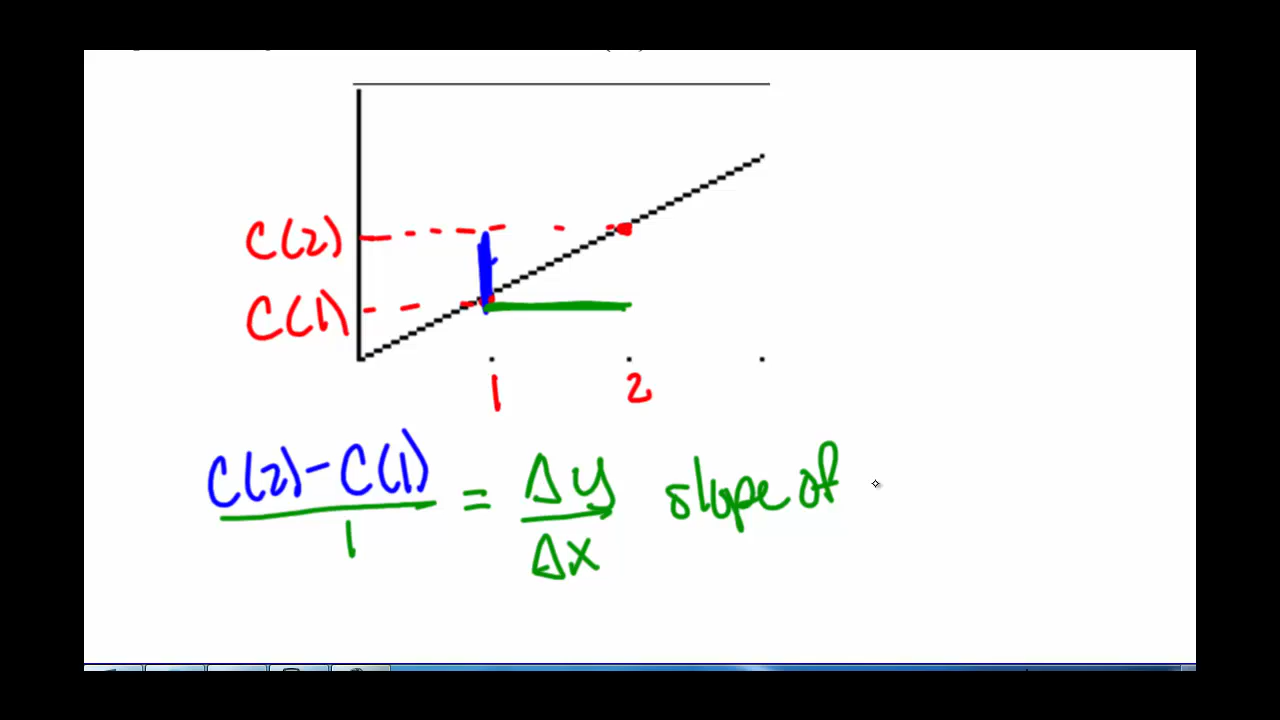 C(2)
C(1)
1 2
C(2)-C(1) Δy slope of
= 
1 Δx